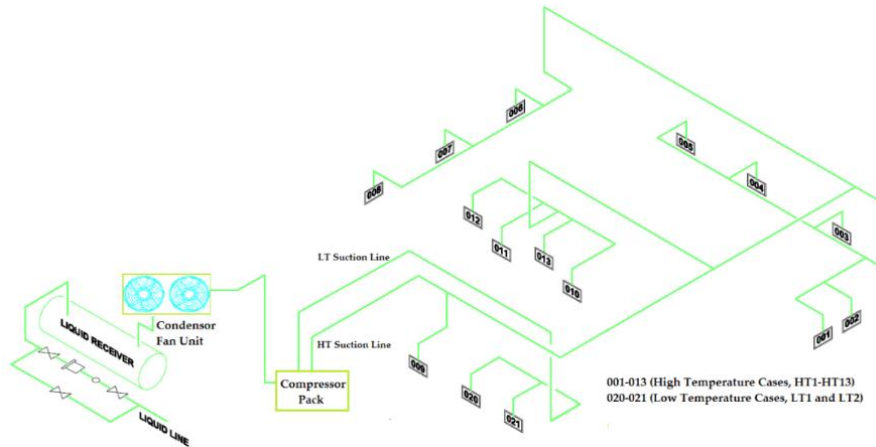 006
007
008
005
004
003
012
011
013
010
002
001
LT Suction Line
Condensor
Fan Unit
LIQUID RECEIVER
HT Suction Line
009
Compressor
Pack
020
021
001-013 (High Temperature Cases, HT1-HT13)
020-021 (Low Temperature Cases, LT1 and LT2)
LIQUID LINE